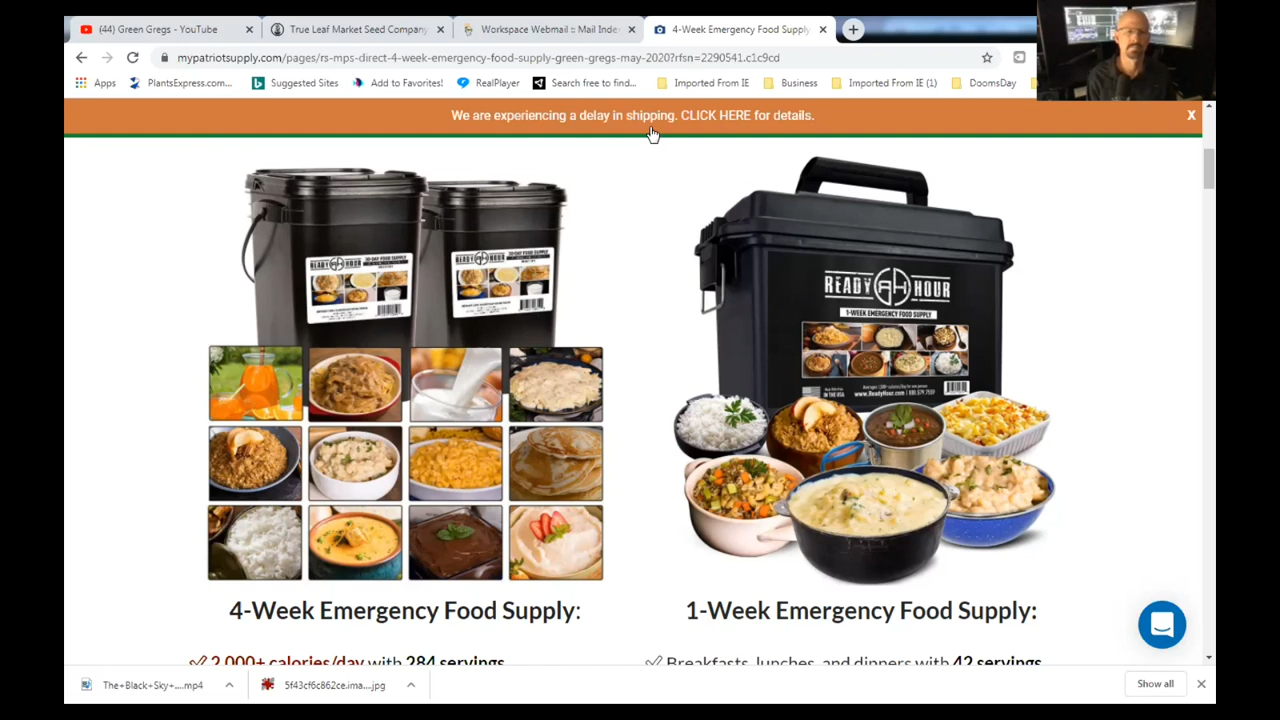 (44) Green Gregs - YouTube
True Leaf Market Seed Company
Workspace Webmail :: Mail Index
4-Week Emergency Food Supply
mypatriotsupply.com/pages/rs-mps-direct-4-week-emergency-food-supply-green-gregs-may-2020?rfsn=2290541.c1c9cd
Apps
PlantsExpress.com...
Suggested Sites
Add to Favorites!
RealPlayer
Search free to find...
Imported From IE
Business
Imported From IE (1)
DoomsDay
We are experiencing a delay in shipping. CLICK HERE for details.
X
READY HOUR
READY HOUR
READY HOUR
1-WEEK EMERGENCY FOOD SUPPLY
www.ReadyHour.com
4-Week Emergency Food Supply:
1-Week Emergency Food Supply:
2,000+ calories/day with 284 servings
Breakfasts, lunches, and dinners with 42 servings
The+Black+Sky+....mp4
5f43cf6c862ce.ima...jpg
Show all